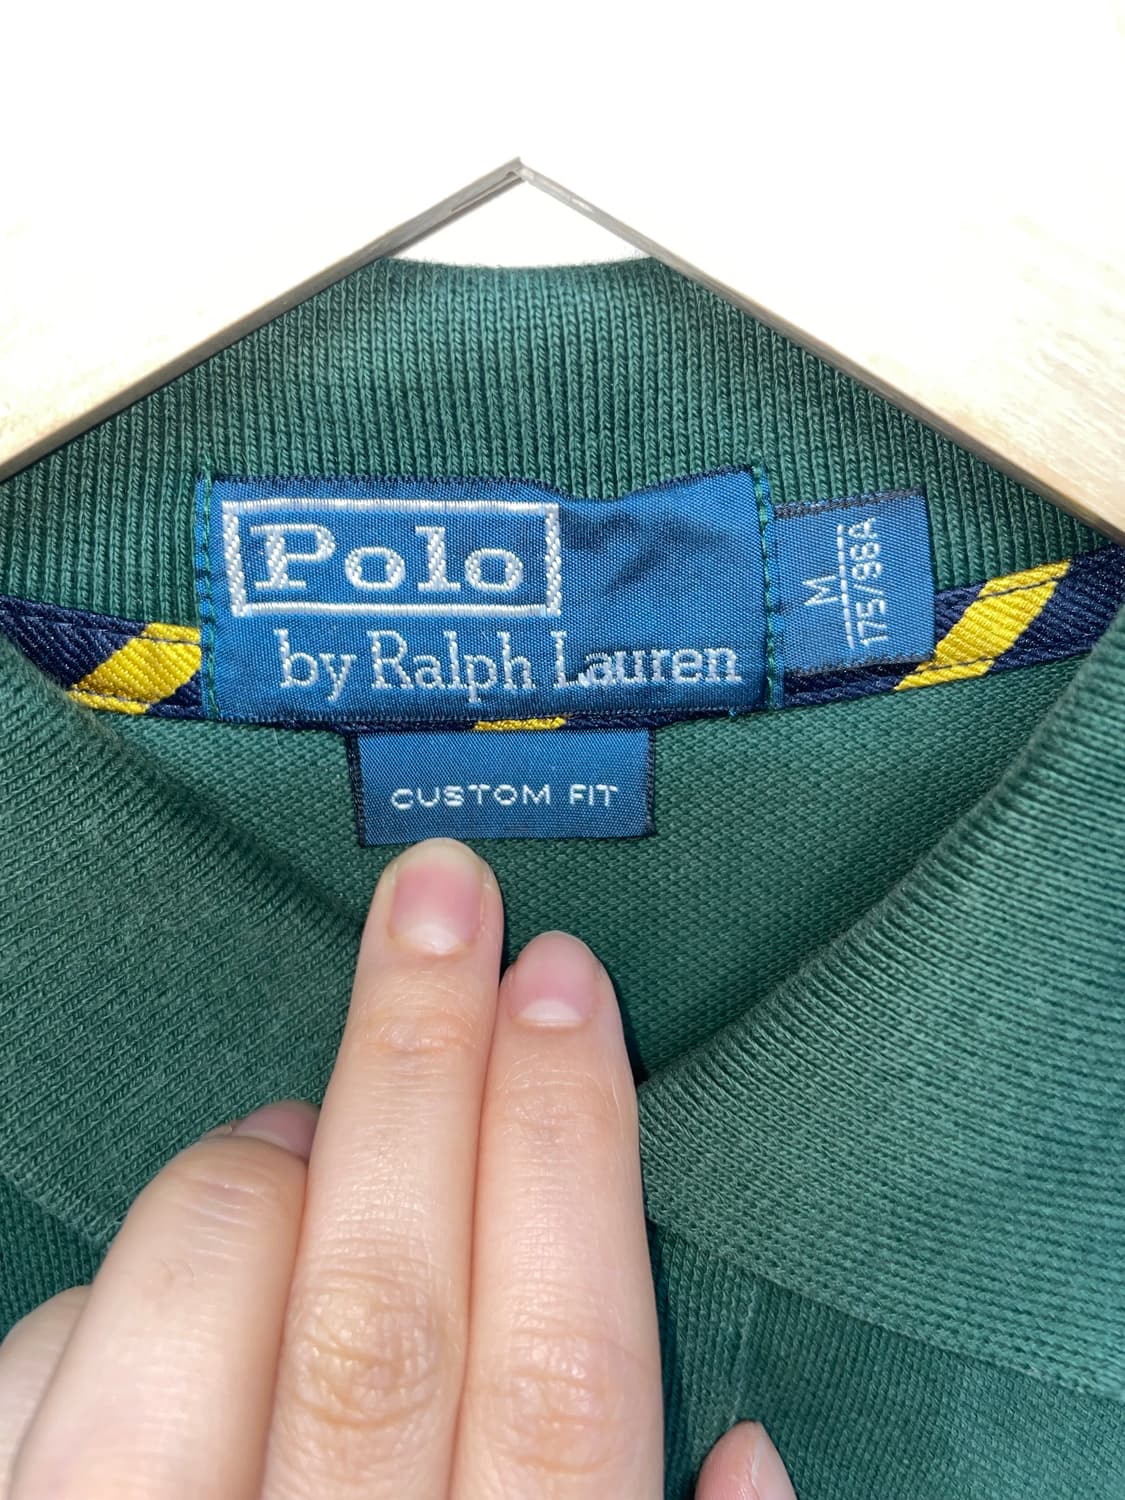 Polo
by Ralph Lauren
M
175/88A
CUSTOM FIT